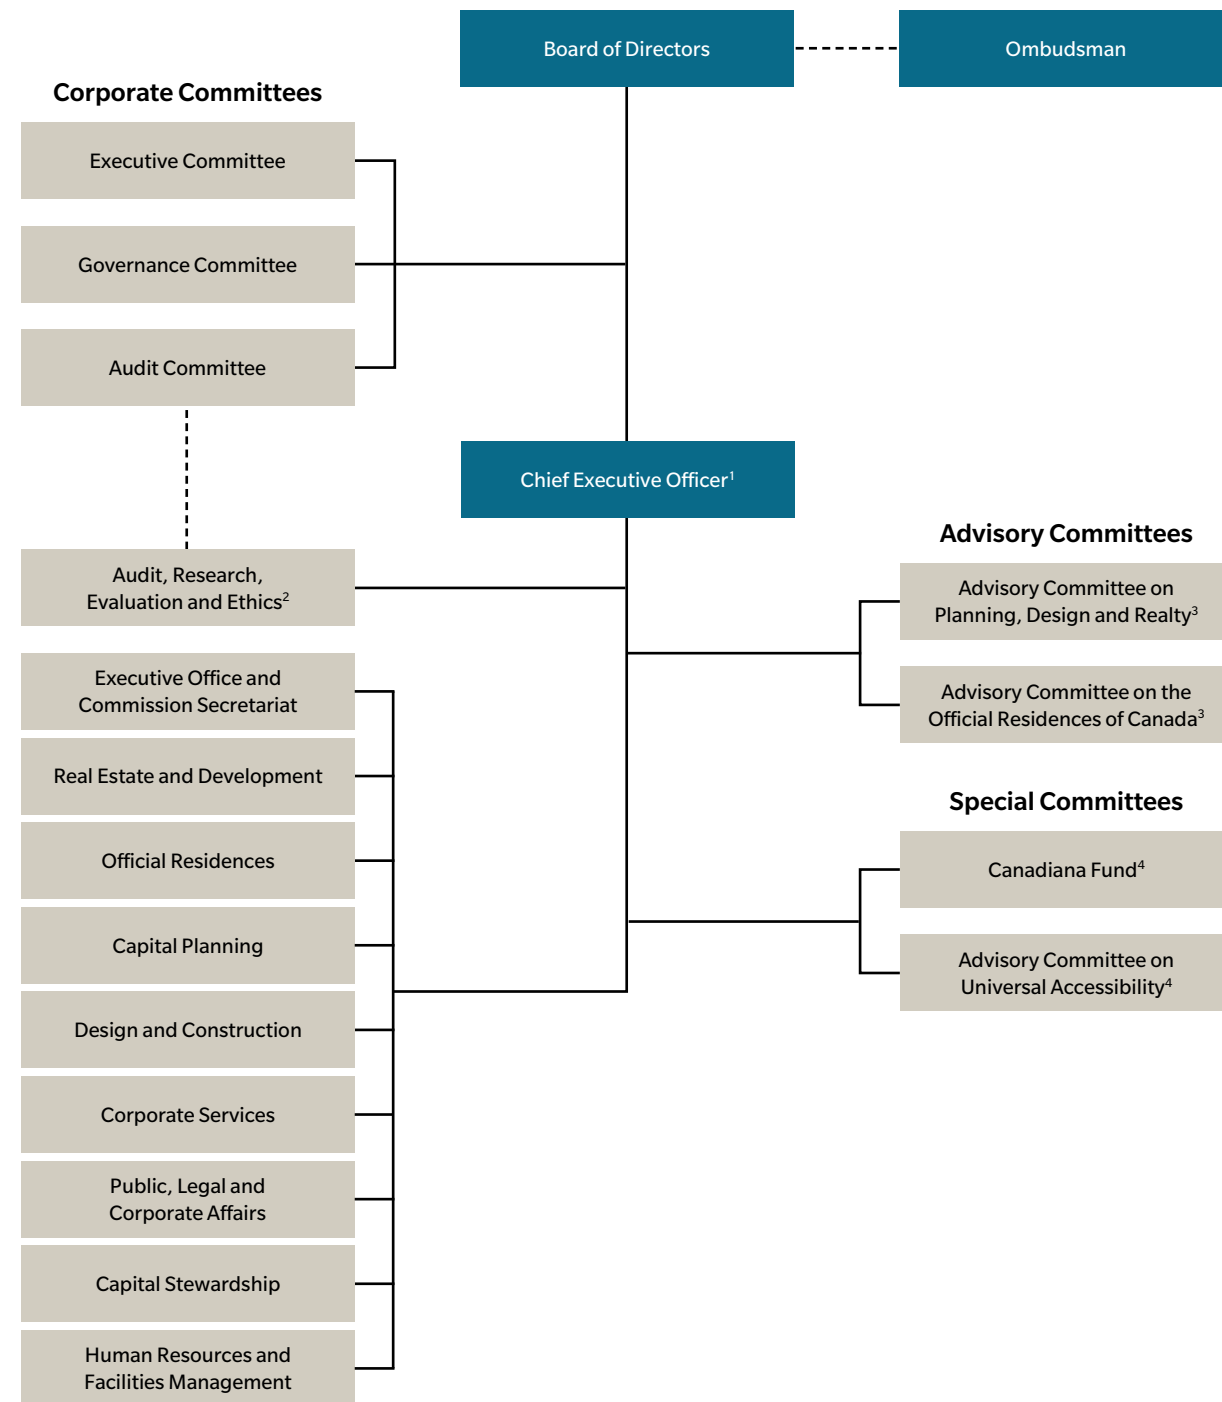 Board of Directors
Ombudsman
Corporate Committees
Executive Committee
Governance Committee
Audit Committee
Chief Executive Officer¹
Audit, Research,
Evaluation and Ethics²
Executive Office and
Commission Secretariat
Real Estate and Development
Official Residences
Capital Planning
Design and Construction
Corporate Services
Public, Legal and
Corporate Affairs
Capital Stewardship
Human Resources and
Facilities Management
Advisory Committees
Advisory Committee on
Planning, Design and Realty³
Advisory Committee on the
Official Residences of Canada³
Special Committees
Canadiana Fund⁴
Advisory Committee on
Universal Accessibility⁴